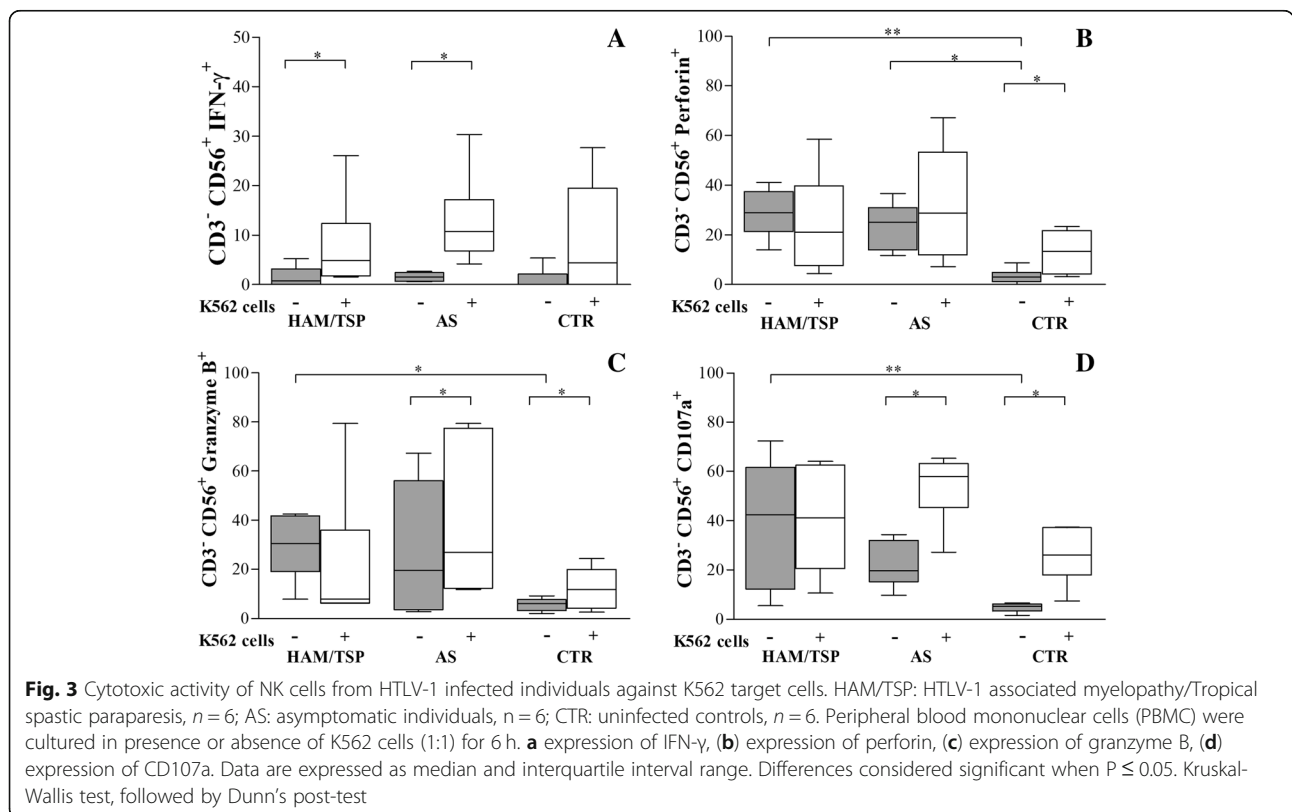 A
CD3⁻ CD56⁺ IFN-γ⁺
50
40
30
20
10
0
*
*
- + - + - +
K562 cells
HAM/TSP AS CTR
B
CD3⁻ CD56⁺ Perforin⁺
100
80
60
40
20
0
**
*
*
- + - + - +
K562 cells
HAM/TSP AS CTR
C
CD3⁻ CD56⁺ Granzyme B⁺
100
80
60
40
20
0
*
* *
- + - + - +
K562 cells
HAM/TSP AS CTR
D
CD3⁻ CD56⁺ CD107a⁺
100
80
60
40
20
0
**
* *
- + - + - +
K562 cells
HAM/TSP AS CTR
Fig. 3 Cytotoxic activity of NK cells from HTLV-1 infected individuals against K562 target cells. HAM/TSP: HTLV-1 associated myelopathy/Tropical
spastic paraparesis, n = 6; AS: asymptomatic individuals, n = 6; CTR: uninfected controls, n = 6. Peripheral blood mononuclear cells (PBMC) were
cultured in presence or absence of K562 cells (1:1) for 6 h. a expression of IFN-γ, (b) expression of perforin, (c) expression of granzyme B, (d)
expression of CD107a. Data are expressed as median and interquartile interval range. Differences considered significant when P ≤ 0.05. Kruskal-
Wallis test, followed by Dunn's post-test